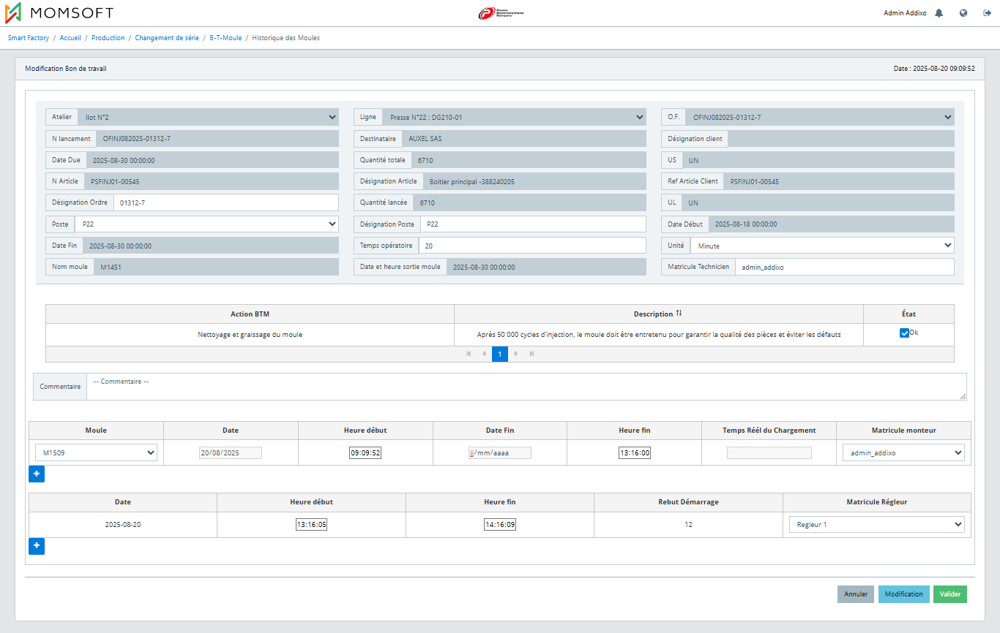 MOMSOFT
Presse Electromechanic Company
Admin Addixo
Smart Factory / Accueil / Production / Changement de série / B-T-Moule / Historique des Moules
Modification Bon de travail
Date : 2025-08-20 09:09:52
Atelier Ilot N°2 Ligne Presse N°22 : DG210-01 O.F. OFINJ082025-01312-7
N lancement OFINJ082025-01312-7 Destinataire AUXEL SAS Désignation client
Date Due 2025-08-30 00:00:00 Quantité totale 6710 US UN
N Article PSFINJ01-00545 Désignation Article Boitier principal -388240205 Ref Article Client PSFINJ01-00545
Désignation Ordre 01312-7 Quantité lancée 6710 UL UN
Poste P22 Désignation Poste P22 Date Début 2025-08-18 00:00:00
Date Fin 2025-08-30 00:00:00 Temps opératoire 20 Unité Minute
Nom moule M1451 Date et heure sortie moule 2025-08-30 00:00:00 Matricule Technicien admin_addixo
Action BTM Description État
Nettoyage et graissage du moule Après 50 000 cycles d'injection, le moule doit être entretenu pour garantir la qualité des pièces et éviter les défauts Ok
1
Commentaire -- Commentaire --
Moule Date Heure début Date Fin Heure fin Temps Réél du Chargement Matricule monteur
M1509 20/08/2025 09:09:52 jj/mm/aaaa 13:16:00 admin_addixo
+
Date Heure début Heure fin Rebut Démarrage Matricule Régleur
2025-08-20 13:16:05 14:16:09 12 Regleur 1
+
Annuler Modification Valider